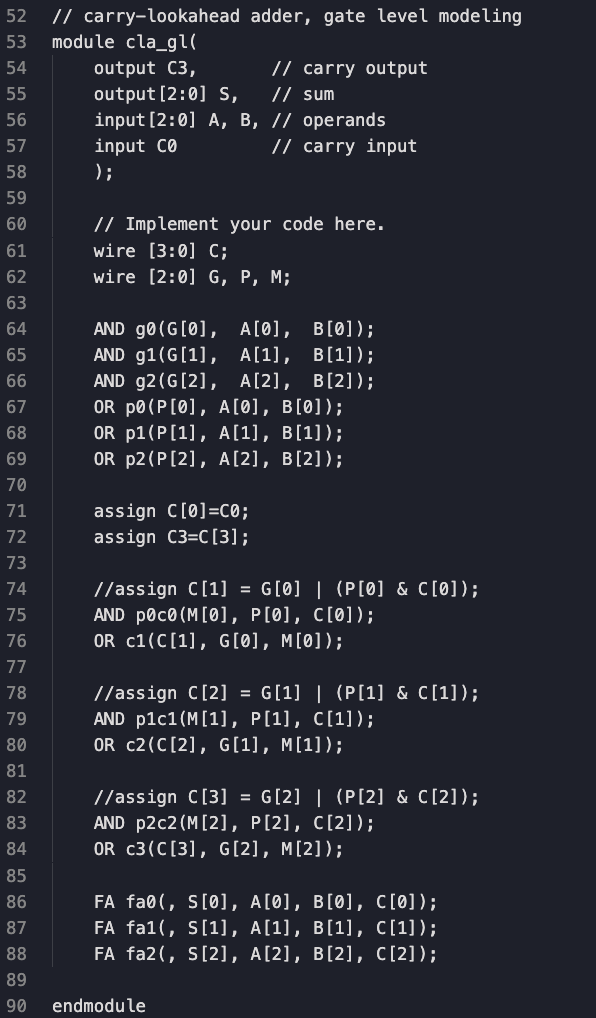 52 // carry-lookahead adder, gate level modeling
53 module cla_gl(
54     output C3,       // carry output
55     output[2:0] S,   // sum
56     input[2:0] A, B, // operands
57     input C0         // carry input
58     );
59
60     // Implement your code here.
61     wire [3:0] C;
62     wire [2:0] G, P, M;
63
64     AND g0(G[0],  A[0],  B[0]);
65     AND g1(G[1],  A[1],  B[1]);
66     AND g2(G[2],  A[2],  B[2]);
67     OR p0(P[0], A[0], B[0]);
68     OR p1(P[1], A[1], B[1]);
69     OR p2(P[2], A[2], B[2]);
70
71     assign C[0]=C0;
72     assign C3=C[3];
73
74     //assign C[1] = G[0] | (P[0] & C[0]);
75     AND p0c0(M[0], P[0], C[0]);
76     OR c1(C[1], G[0], M[0]);
77
78     //assign C[2] = G[1] | (P[1] & C[1]);
79     AND p1c1(M[1], P[1], C[1]);
80     OR c2(C[2], G[1], M[1]);
81
82     //assign C[3] = G[2] | (P[2] & C[2]);
83     AND p2c2(M[2], P[2], C[2]);
84     OR c3(C[3], G[2], M[2]);
85
86     FA fa0(, S[0], A[0], B[0], C[0]);
87     FA fa1(, S[1], A[1], B[1], C[1]);
88     FA fa2(, S[2], A[2], B[2], C[2]);
89
90 endmodule